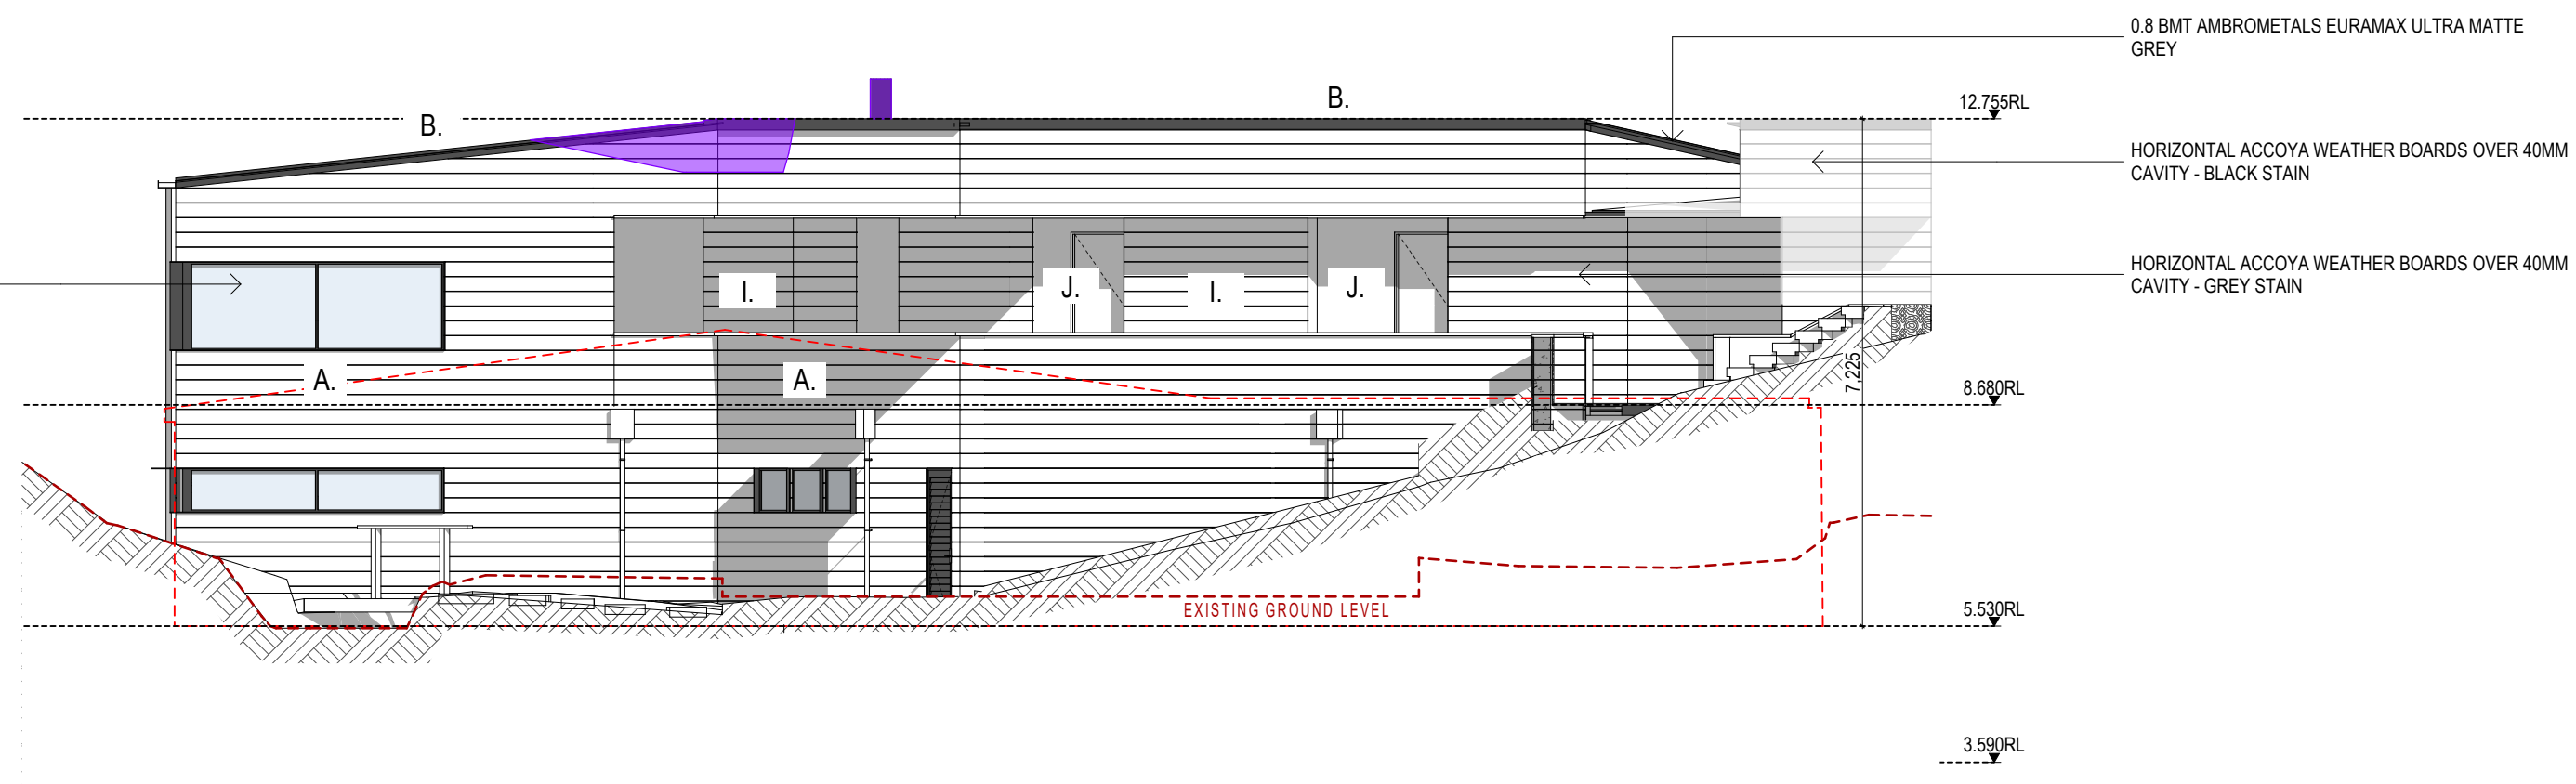 0.8 BMT AMBROMETALS EURAMAX ULTRA MATTE
GREY
B.
B.
12.755RL
HORIZONTAL ACCOYA WEATHER BOARDS OVER 40MM
CAVITY - BLACK STAIN
HORIZONTAL ACCOYA WEATHER BOARDS OVER 40MM
CAVITY - GREY STAIN
I.
J.
I.
J.
A.
A.
7,225
8.680RL
EXISTING GROUND LEVEL
5.530RL
3.590RL